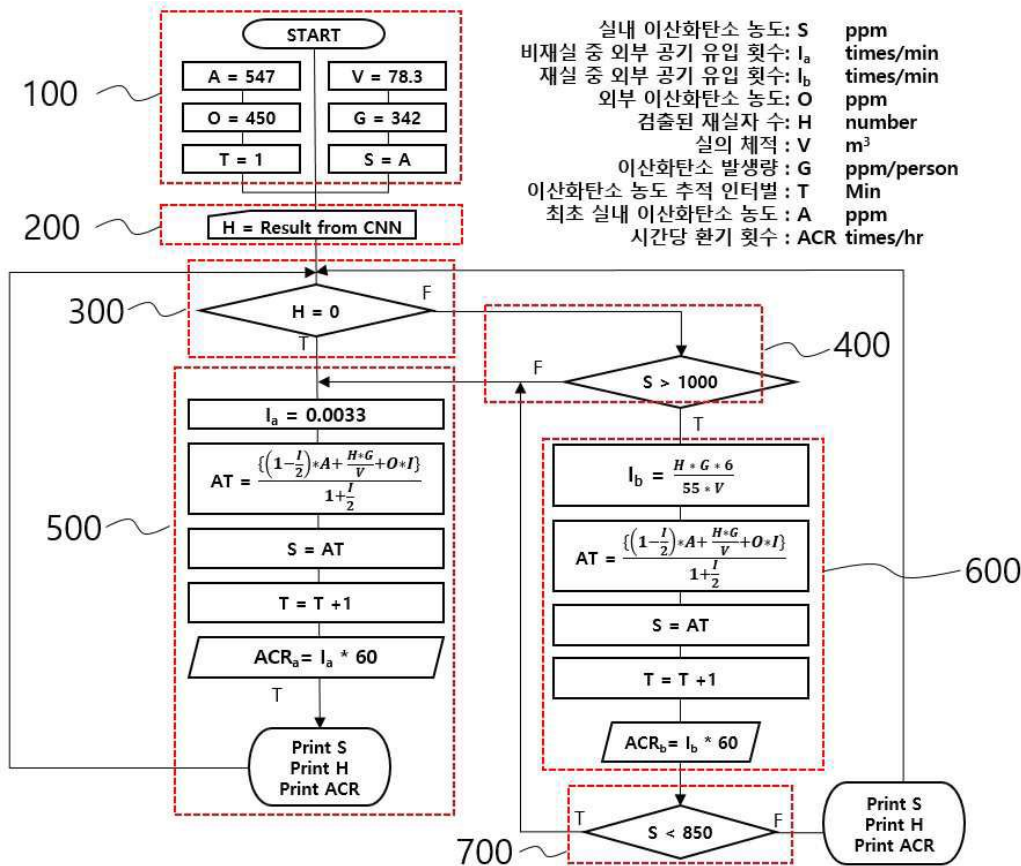 START
A = 547
V = 78.3
O = 450
G = 342
T = 1
S = A
100
실내 이산화탄소 농도: S ppm
비재실 중 외부 공기 유입 횟수: Iₐ times/min
재실 중 외부 공기 유입 횟수: I_b times/min
외부 이산화탄소 농도: O ppm
검출된 재실자 수: H number
실의 체적 : V m³
이산화탄소 발생량 : G ppm/person
이산화탄소 농도 추적 인터벌 : T Min
최초 실내 이산화탄소 농도 : A ppm
시간당 환기 횟수 : ACR times/hr
200
H = Result from CNN
300
H = 0
F
T
400
S > 1000
F
T
500
Iₐ = 0.0033
AT = {(1-I/2)*A+H*G/V+O*I} / 1+I/2
S = AT
T = T +1
ACRₐ= Iₐ * 60
T
Print S
Print H
Print ACR
600
I_b = H * G * 6 / 55 * V
AT = {(1-I/2)*A+H*G/V+O*I} / 1+I/2
S = AT
T = T +1
ACR_b= I_b * 60
700
T
S < 850
F
Print S
Print H
Print ACR